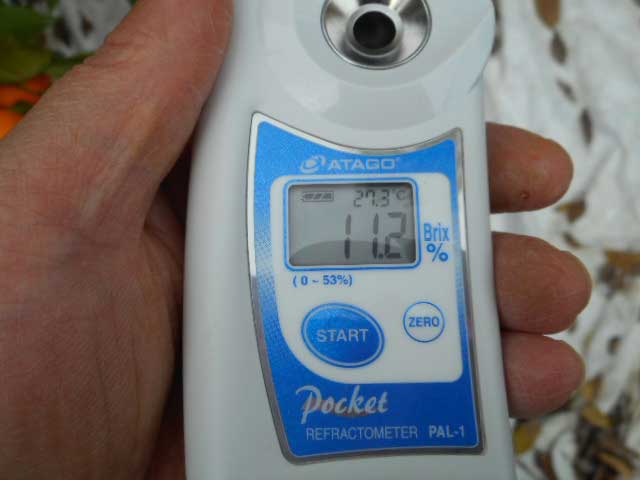 ATAGO®
27.3°C
11.2
Brix
%
( 0 ~ 53%)
START
ZERO
Pocket
REFRACTOMETER PAL-1